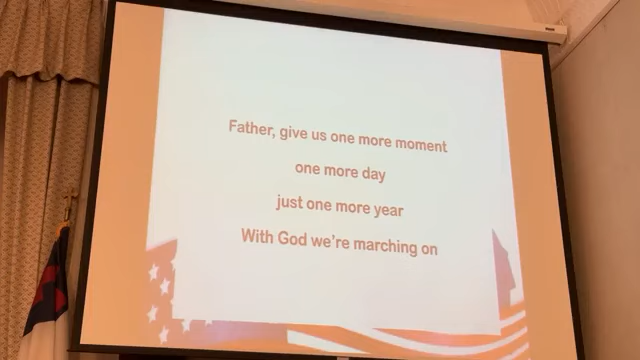 Father, give us one more moment
one more day
just one more year
With God we're marching on